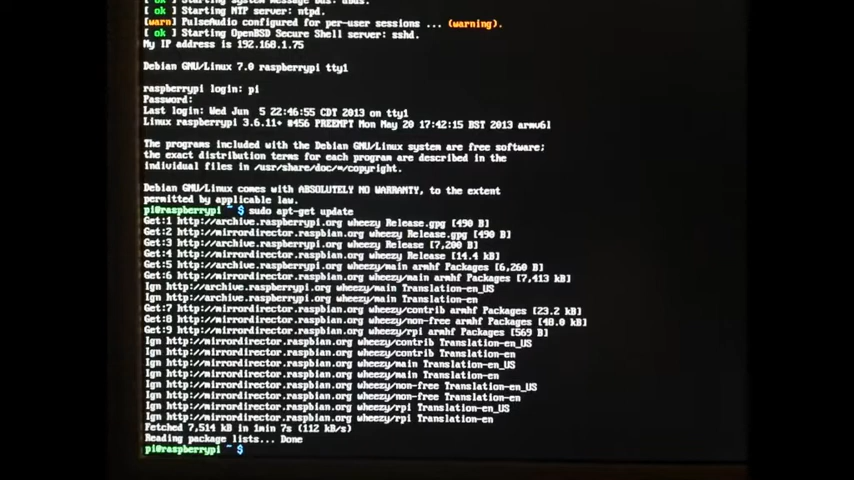 [ ok ] Starting system message bus: dbus.
[ ok ] Starting NTP server: ntpd.
[warn] PulseAudio configured for per-user sessions ... (warning).
[ ok ] Starting OpenBSD Secure Shell server: sshd.
My IP address is 192.168.1.75
Debian GNU/Linux 7.0 raspberrypi tty1
raspberrypi login: pi
Password:
Last login: Wed Jun  5 22:46:55 CDT 2013 on tty1
Linux raspberrypi 3.6.11+ #456 PREEMPT Mon May 20 17:42:15 BST 2013 armv6l
The programs included with the Debian GNU/Linux system are free software;
the exact distribution terms for each program are described in the
individual files in /usr/share/doc/*/copyright.
Debian GNU/Linux comes with ABSOLUTELY NO WARRANTY, to the extent
permitted by applicable law.
pi@raspberrypi ~ $ sudo apt-get update
Get:1 http://archive.raspberrypi.org wheezy Release.gpg [490 B]
Get:2 http://mirrordirector.raspbian.org wheezy Release.gpg [490 B]
Get:3 http://archive.raspberrypi.org wheezy Release [7,200 B]
Get:4 http://mirrordirector.raspbian.org wheezy Release [14.4 kB]
Get:5 http://archive.raspberrypi.org wheezy/main armhf Packages [6,260 B]
Get:6 http://mirrordirector.raspbian.org wheezy/main armhf Packages [7,413 kB]
Ign http://archive.raspberrypi.org wheezy/main Translation-en_US
Ign http://archive.raspberrypi.org wheezy/main Translation-en
Get:7 http://mirrordirector.raspbian.org wheezy/contrib armhf Packages [23.2 kB]
Get:8 http://mirrordirector.raspbian.org wheezy/non-free armhf Packages [48.0 kB]
Get:9 http://mirrordirector.raspbian.org wheezy/rpi armhf Packages [569 B]
Ign http://mirrordirector.raspbian.org wheezy/contrib Translation-en_US
Ign http://mirrordirector.raspbian.org wheezy/contrib Translation-en
Ign http://mirrordirector.raspbian.org wheezy/main Translation-en_US
Ign http://mirrordirector.raspbian.org wheezy/main Translation-en
Ign http://mirrordirector.raspbian.org wheezy/non-free Translation-en_US
Ign http://mirrordirector.raspbian.org wheezy/non-free Translation-en
Ign http://mirrordirector.raspbian.org wheezy/rpi Translation-en_US
Ign http://mirrordirector.raspbian.org wheezy/rpi Translation-en
Fetched 7,514 kB in 1min 7s (112 kB/s)
Reading package lists... Done
pi@raspberrypi ~ $